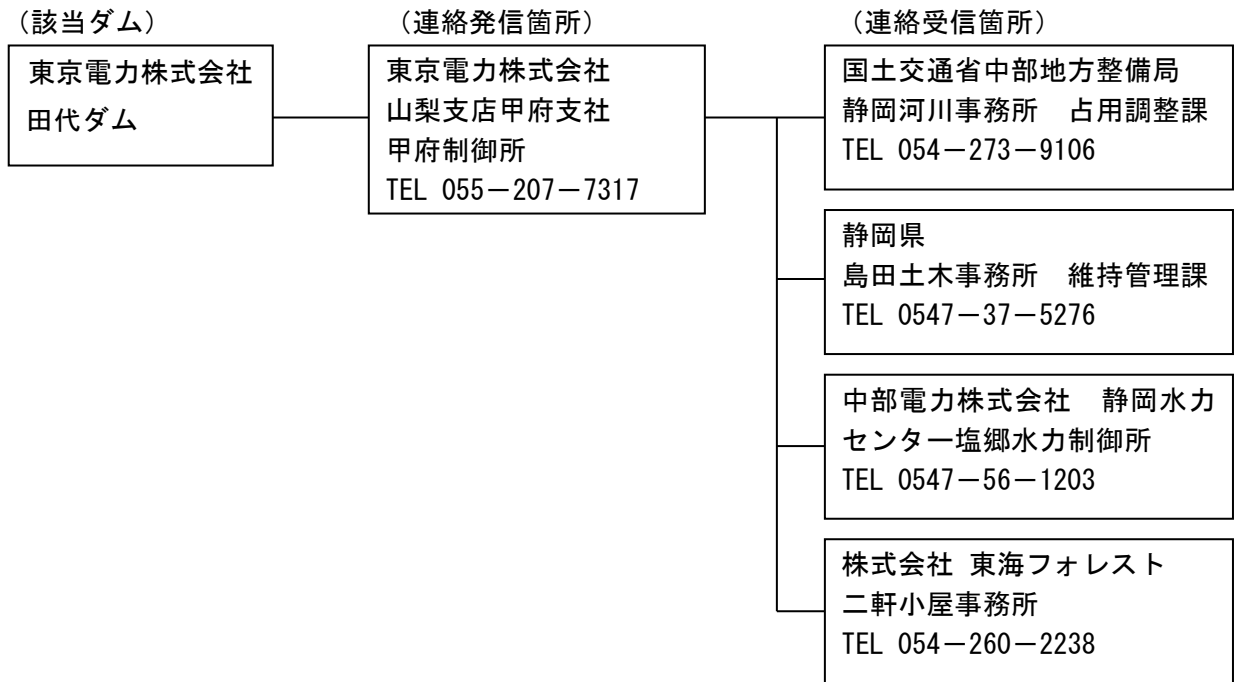 （該当ダム）
東京電力株式会社
田代ダム
（連絡発信箇所）
東京電力株式会社
山梨支店甲府支社
甲府制御所
TEL 055－207－7317
（連絡受信箇所）
国土交通省中部地方整備局
静岡河川事務所　占用調整課
TEL 054－273－9106
静岡県
島田土木事務所　維持管理課
TEL 0547－37－5276
中部電力株式会社　静岡水力
センター塩郷水力制御所
TEL 0547－56－1203
株式会社 東海フォレスト
二軒小屋事務所
TEL 054－260－2238